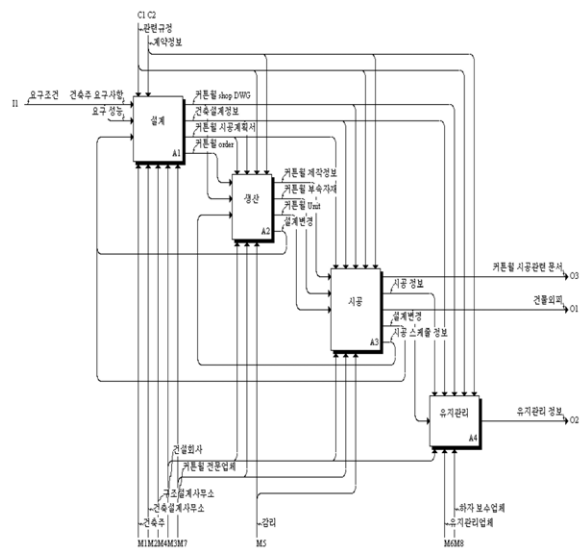 C1 C2
관련규정
계약정보
I1
요구조건
건축주 요구사항
요구 성능
설계
A1
커튼월 shop DWG
건축설계정보
커튼월 시공계획서
커튼월 order
생산
A2
커튼월 제작정보
커튼월 부속자재
커튼월 Unit
설계변경
시공
A3
커튼월 시공관련 문서
O3
시공 정보
건물외피
O1
설계변경
시공 스케줄 정보
유지관리
A4
유지관리 정보
O2
건설회사
커튼월 전문업체
구조설계사무소
건축설계사무소
건축주
감리
하자 보수업체
유지관리업체
M1 M2 M4 M3 M7
M5
M6 M8